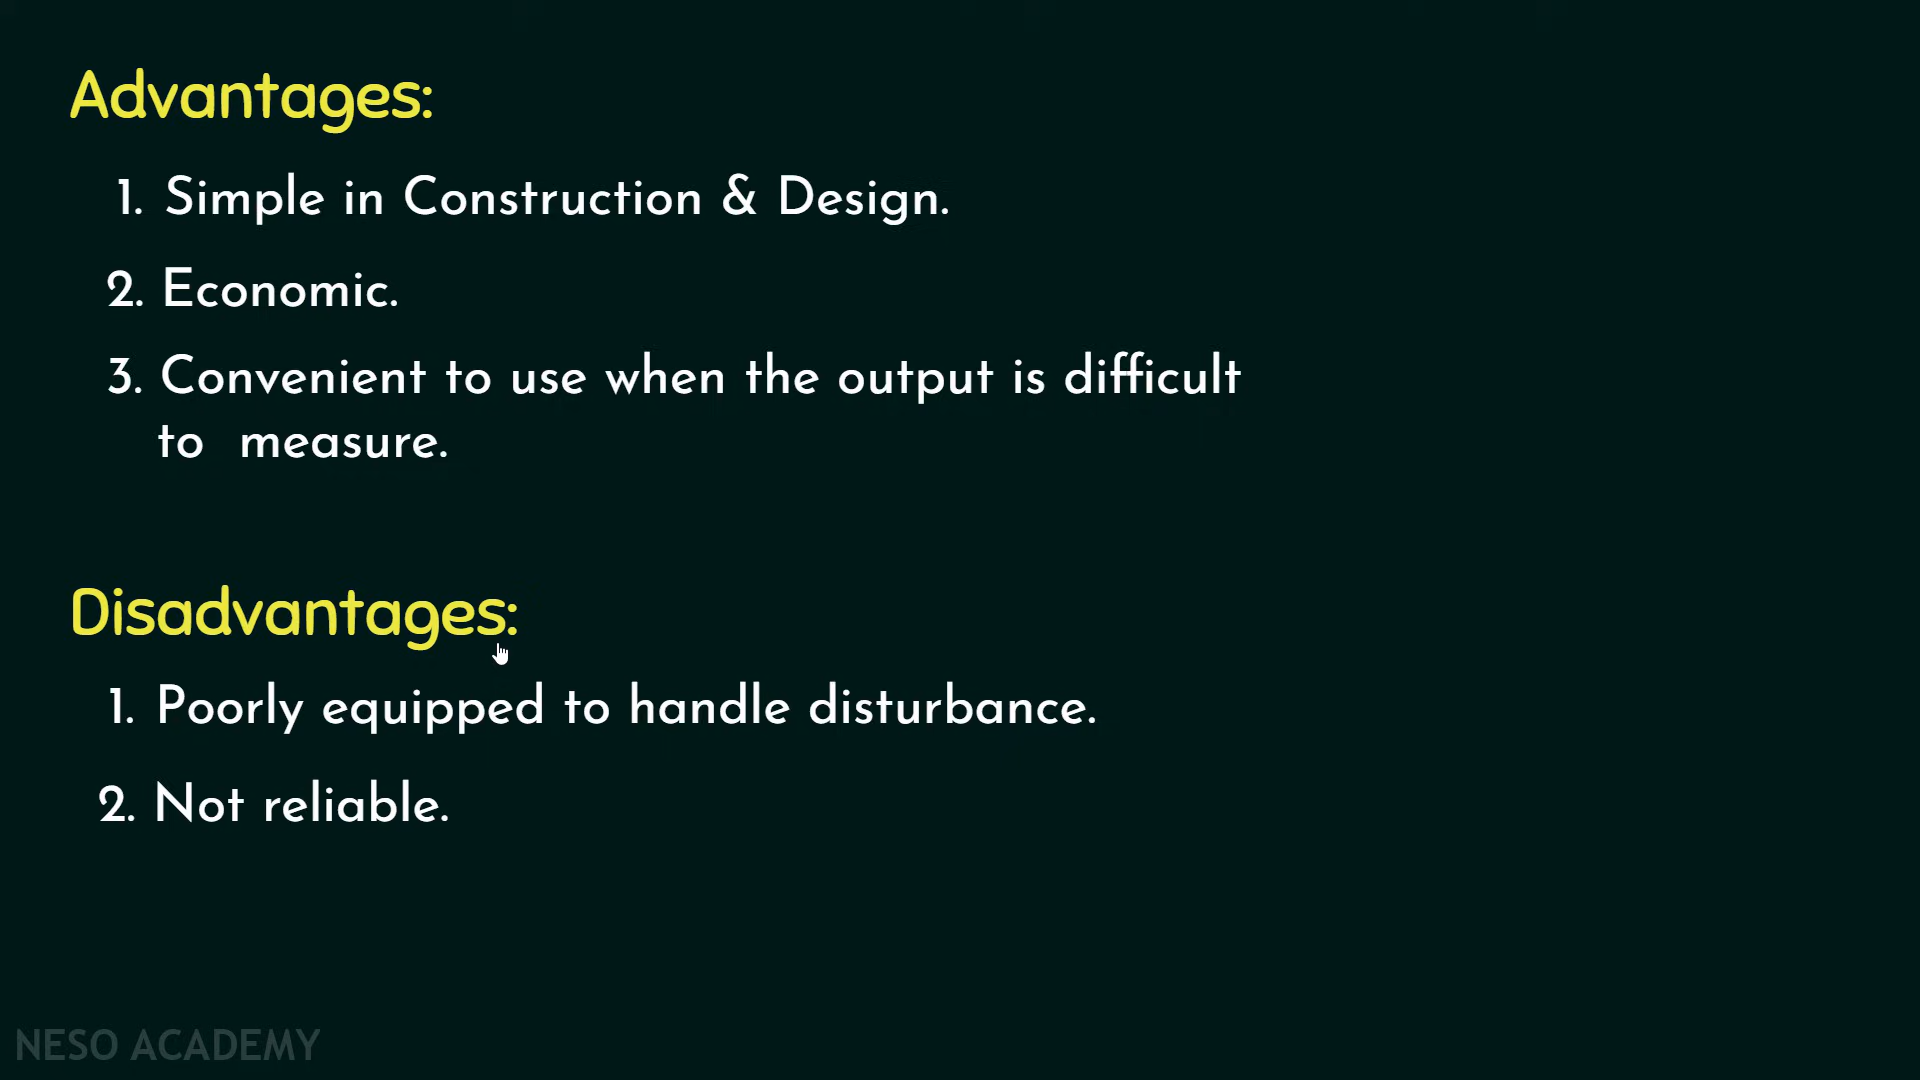 Advantages:
1. Simple in Construction & Design.
2. Economic.
3. Convenient to use when the output is difficult
to measure.
Disadvantages:
1. Poorly equipped to handle disturbance.
2. Not reliable.
NESO ACADEMY